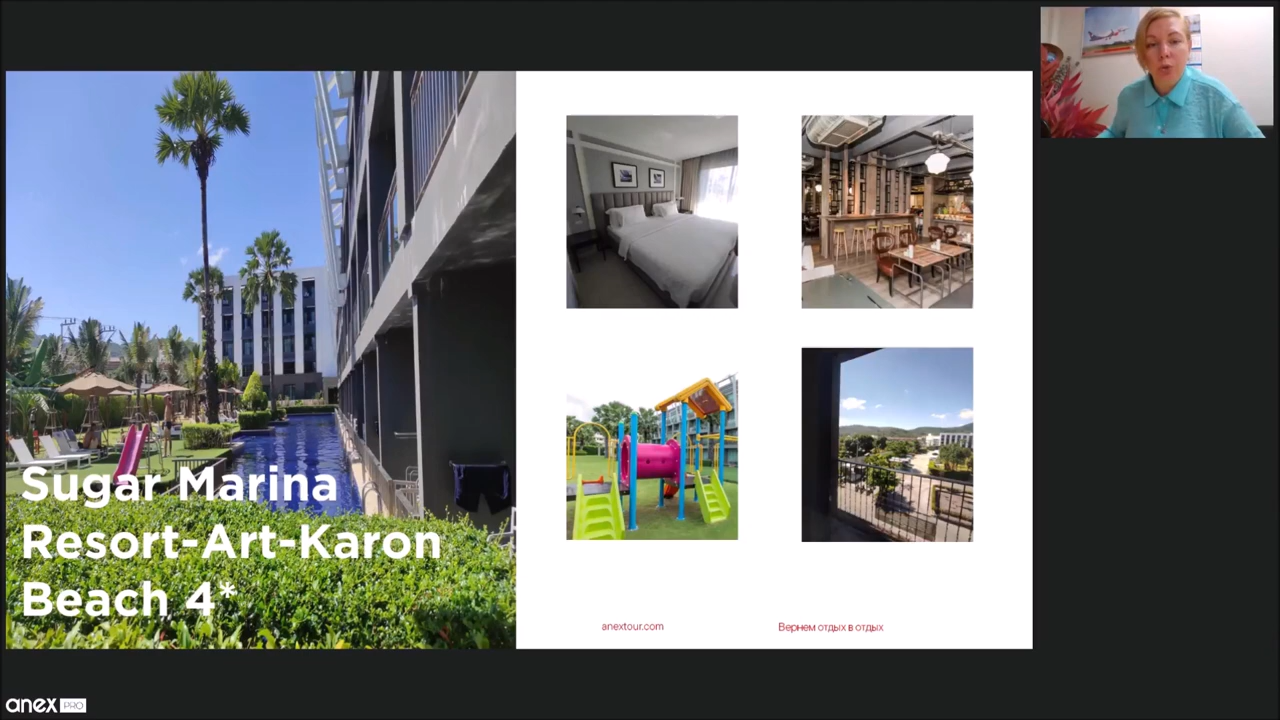 Sugar Marina
Resort-Art-Karon
Beach 4*
anextour.com
Вернем отдых в отдых
anex PRO